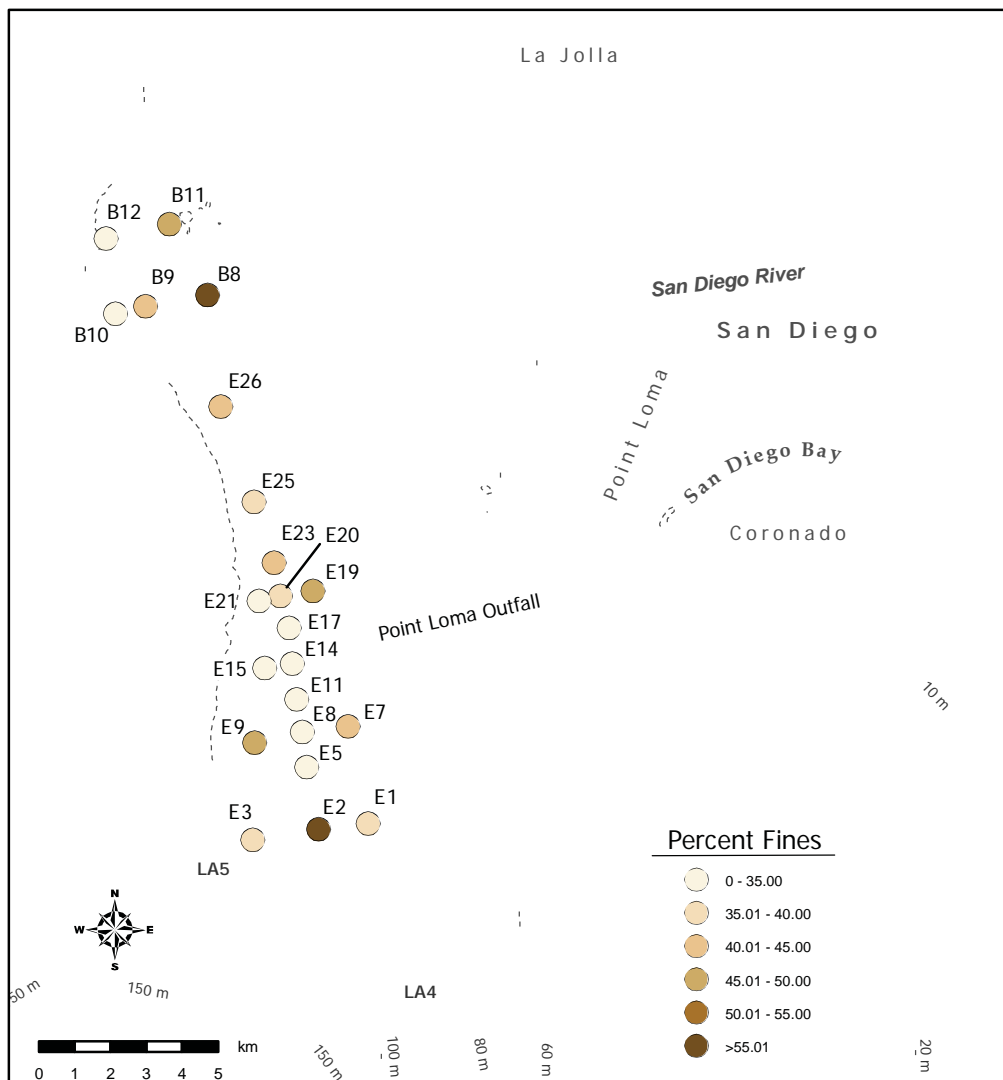 La Jolla
B11
B12
B8
B9
B10
San Diego River
San Diego
E26
Point Loma
San Diego Bay
E25
Coronado
E23
E20
E19
E21
Point Loma Outfall
E17
E14
E15
E11
10 m
E8
E7
E9
E5
E3
E2
E1
Percent Fines
LA5
0 - 35.00
35.01 - 40.00
N
W
E
S
40.01 - 45.00
45.01 - 50.00
50 m
150 m
LA4
50.01 - 55.00
>55.01
km
0 1 2 3 4 5
150 m
100 m
80 m
60 m
20 m